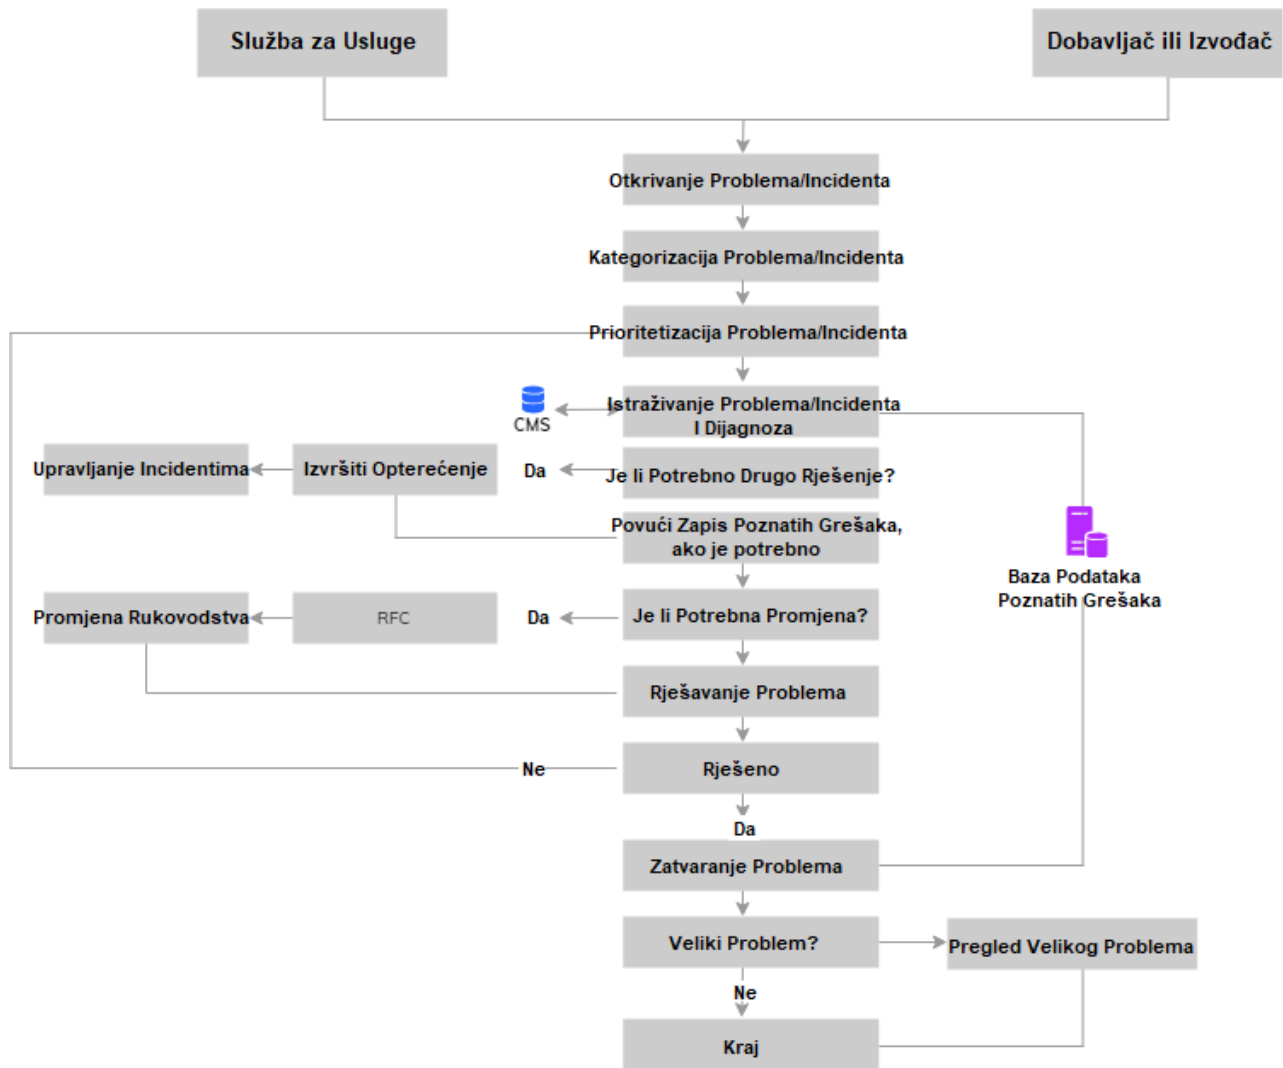 Služba za Usluge
Dobavljač ili Izvođač
Otkrivanje Problema/Incidenta
Kategorizacija Problema/Incidenta
Prioritetizacija Problema/Incidenta
Istraživanje Problema/Incidenta
I Dijagnoza
CMS
Upravljanje Incidentima
Izvršiti Opterećenje
Da
Je li Potrebno Drugo Rješenje?
Povući Zapis Poznatih Grešaka,
ako je potrebno
Baza Podataka
Poznatih Grešaka
Promjena Rukovodstva
RFC
Da
Je li Potrebna Promjena?
Rješavanje Problema
Ne
Rješeno
Da
Zatvaranje Problema
Veliki Problem?
Pregled Velikog Problema
Ne
Kraj